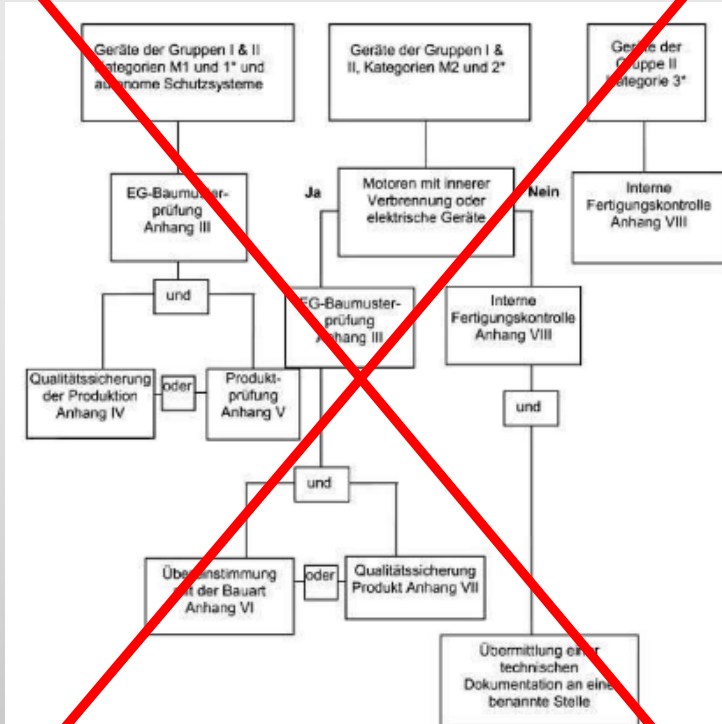 Geräte der Gruppen I & II
Kategorien M1 und 1* und
autonome Schutzsysteme
Geräte der Gruppen I &
II, Kategorien M2 und 2*
Geräte der
Gruppe II
Kategorie 3*
EG-Baumuster-
prüfung
Anhang III
Ja
Motoren mit innerer
Verbrennung oder
elektrische Geräte
Nein
Interne
Fertigungskontrolle
Anhang VIII
und
EG-Baumuster-
prüfung
Anhang III
Interne
Fertigungskontrolle
Anhang VIII
Qualitätssicherung
der Produktion
Anhang IV
oder
Produkt-
prüfung
Anhang V
und
und
Übereinstimmung
mit der Bauart
Anhang VI
oder
Qualitätssicherung
Produkt Anhang VII
Übermittlung einer
technischen
Dokumentation an eine
benannte Stelle